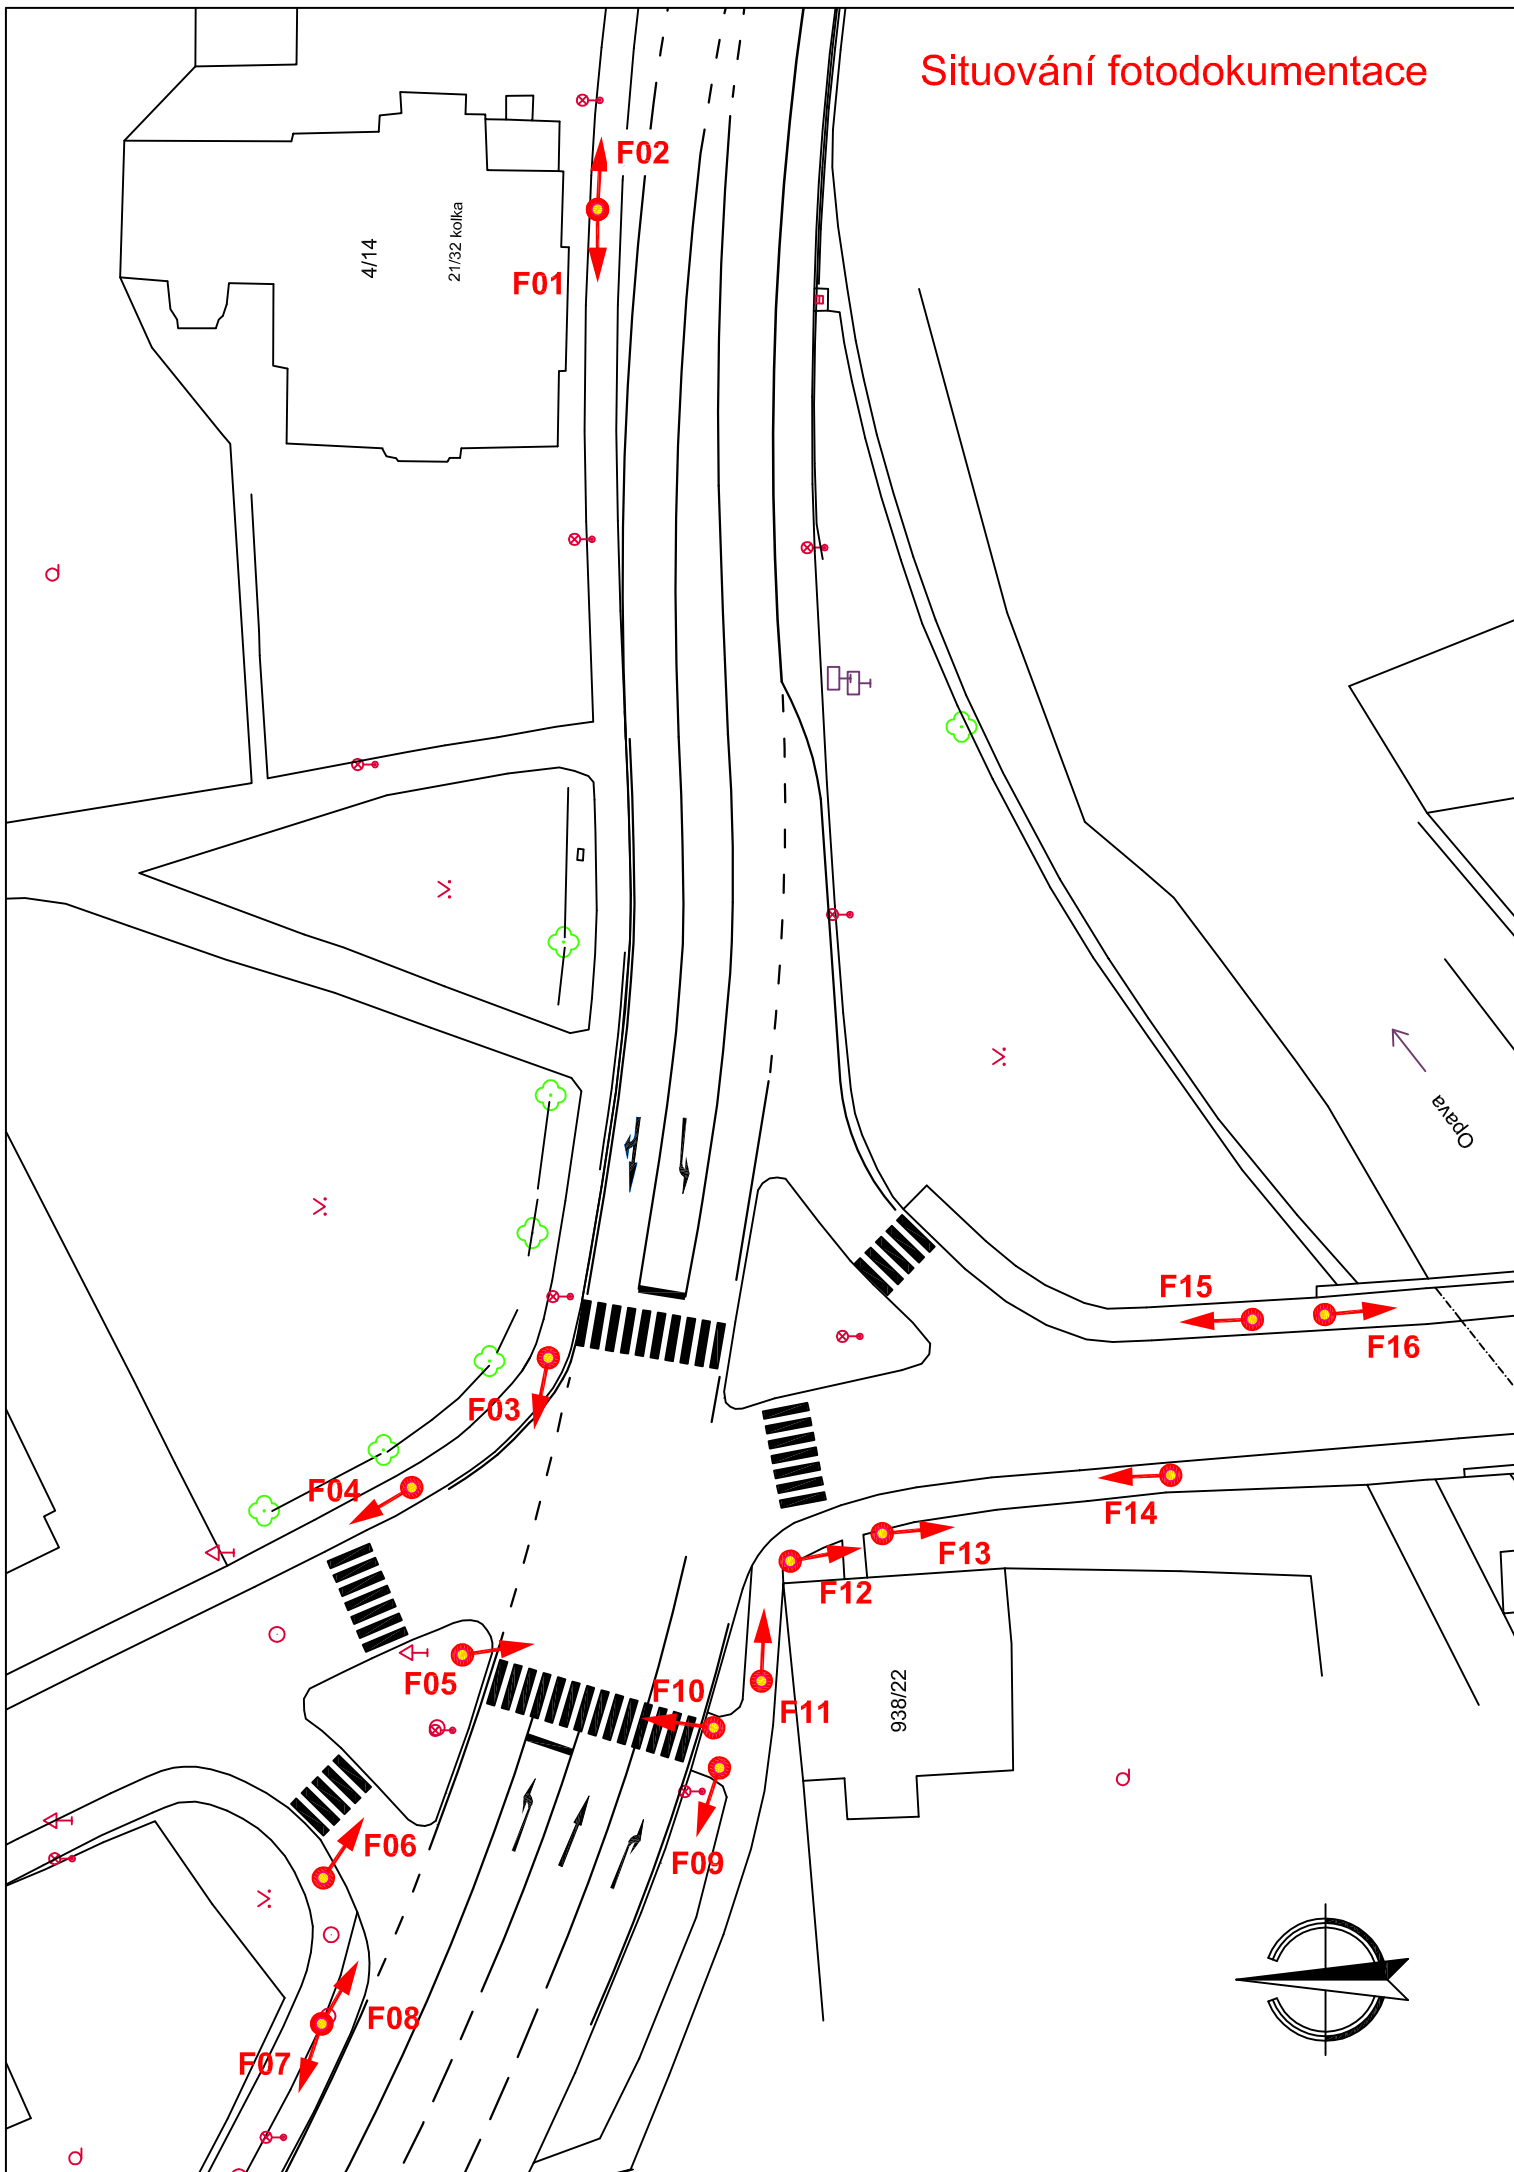 Situování fotodokumentace
F02
F01
4/14
21/32 kolka
Opava
F15
F16
F03
F04
F14
F13
F12
F05
F10
F11
938/22
F06
F09
F08
F07